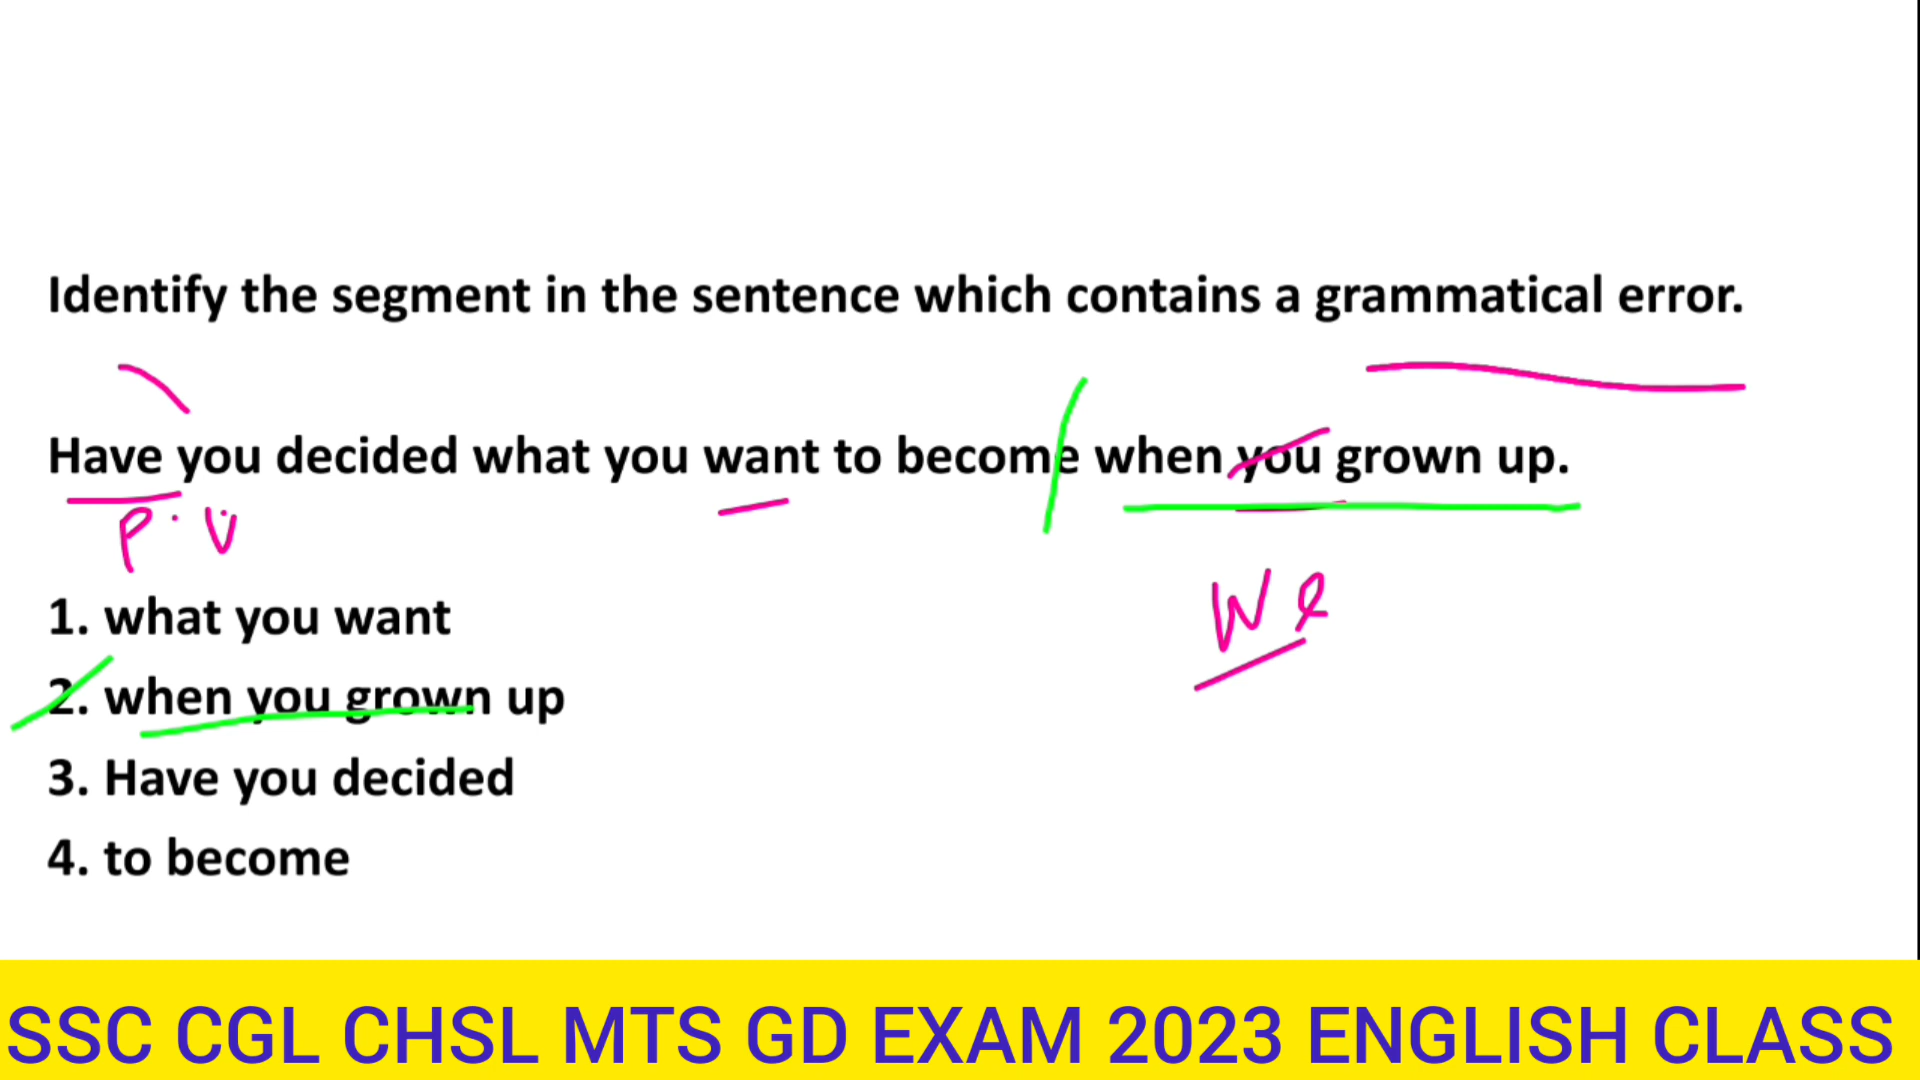 Identify the segment in the sentence which contains a grammatical error.
Have you decided what you want to become when you grown up.
P. V
We
1. what you want
2. when you grown up
3. Have you decided
4. to become
SSC CGL CHSL MTS GD EXAM 2023 ENGLISH CLASS